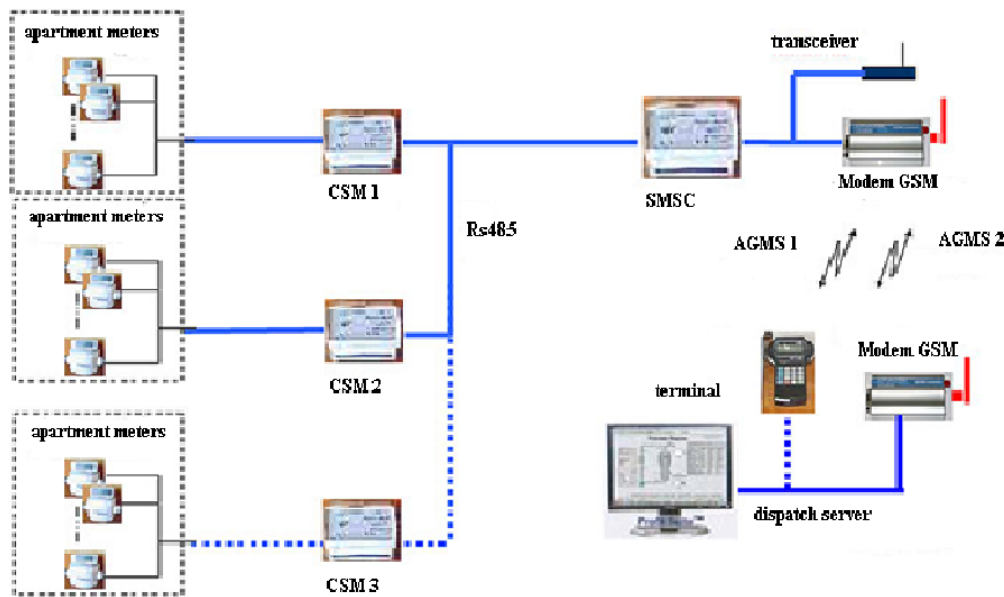 apartment meters
transceiver
CSM 1
SMSC
Modem GSM
apartment meters
Rs485
AGMS 1
AGMS 2
CSM 2
Modem GSM
terminal
apartment meters
dispatch server
CSM 3